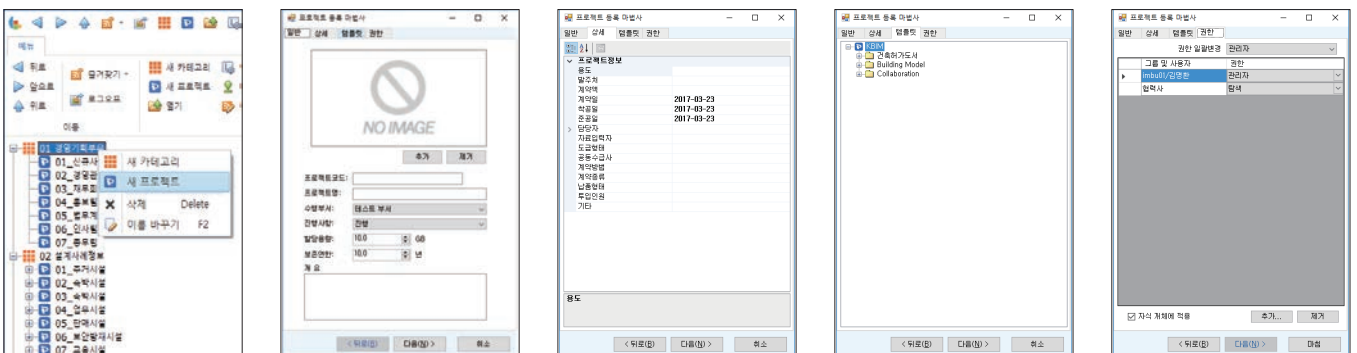 메뉴
뒤로
앞으로
위로
즐겨찾기
로그오프
새 카테고리
새 프로젝트
열기
이동
01 경영기획부
01_신규사
02_경영관
03_재무회
04_홍보팀
05_법무계
06_인사팀
07_총무팀
새 카테고리
새 프로젝트
삭제 Delete
이름 바꾸기 F2
02 설계사례정보
01_주거시설
02_숙박시설
03_숙박시설
04_업무시설
05_판매시설
06_보안방재시설
07_교육시설
프로젝트 등록 마법사
일반 상세 템플릿 권한
NO IMAGE
추가 제거
프로젝트코드:
프로젝트명:
수행부서: 테스트 부서
진행사항: 진행
할당용량: 10.0 GB
보존연한: 10.0 년
개 요
< 뒤로(B) 다음(N) > 취소
프로젝트 등록 마법사
일반 상세 템플릿 권한
프로젝트정보
용도
발주처
계약액
계약일 2017-03-23
착공일 2017-03-23
준공일 2017-03-23
담당자
자료입력자
도급형태
공동수급사
계약방법
계약종류
납품형태
투입인원
기타
용도
< 뒤로(B) 다음(N) > 취소
프로젝트 등록 마법사
일반 상세 템플릿 권한
KBIM
건축허가도서
Building Model
Collaboration
< 뒤로(B) 다음(N) > 취소
프로젝트 등록 마법사
일반 상세 템플릿 권한
권한 일괄변경 관리자
그룹 및 사용자 권한
imbu01/김명환 관리자
협력사 탐색
자식 개체에 적용 추가... 제거
< 뒤로(B) 다음(N) > 마침